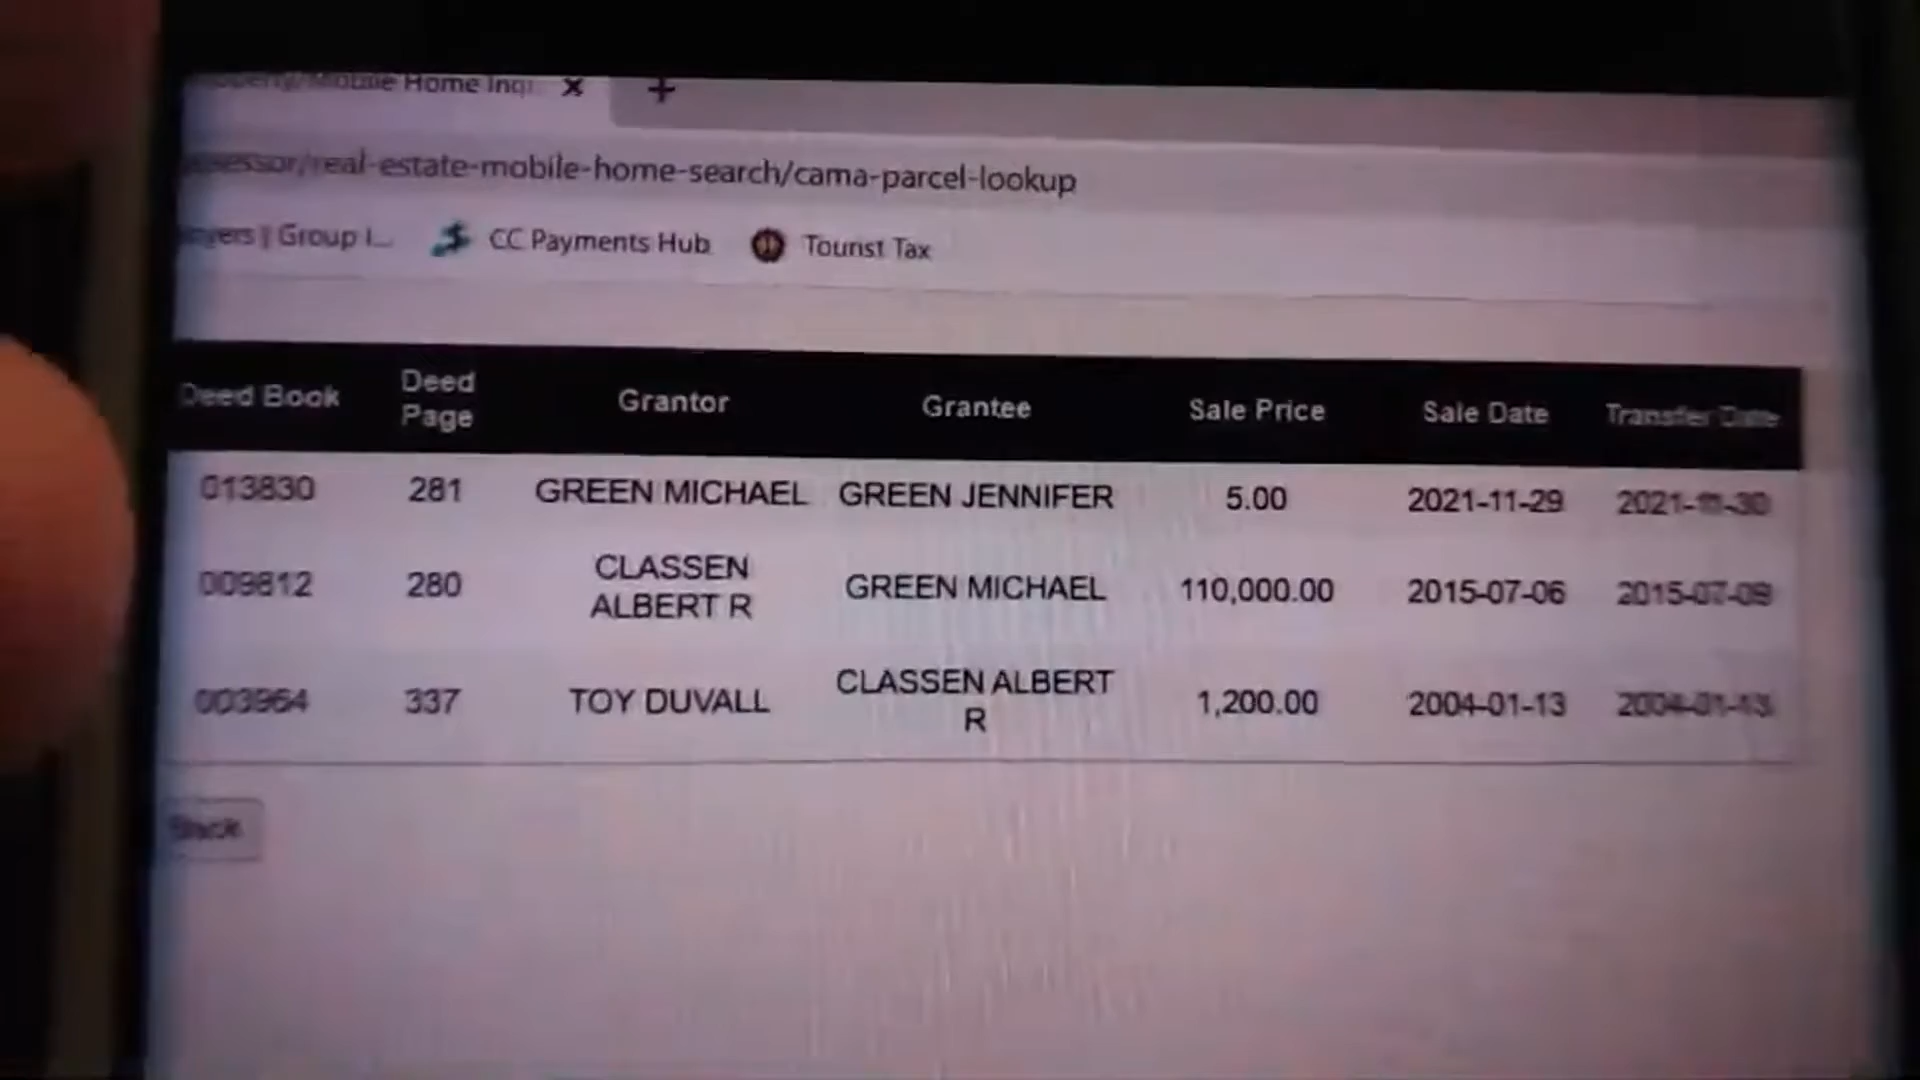 Mobile Home Inq
assessor/real-estate-mobile-home-search/cama-parcel-lookup
Group I... CC Payments Hub Tourist Tax
Deed Book Deed Page Grantor Grantee Sale Price Sale Date Transfer Date
013830 281 GREEN MICHAEL GREEN JENNIFER 5.00 2021-11-29 2021-11-30
009812 280 CLASSEN ALBERT R GREEN MICHAEL 110,000.00 2015-07-06
003964 337 TOY DUVALL CLASSEN ALBERT R 1,200.00 2004-01-13 2004-01-13
Back